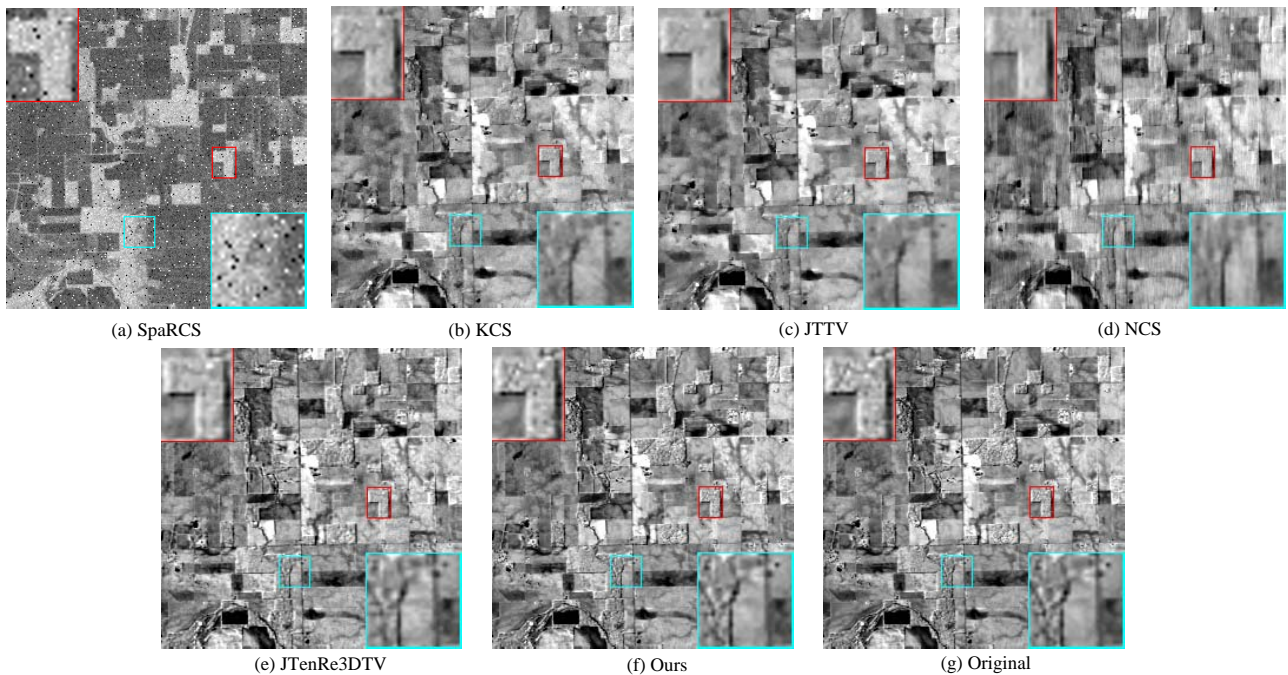 (a) SpaRCS
(b) KCS
(c) JTTV
(d) NCS
(e) JTenRe3DTV
(f) Ours
(g) Original